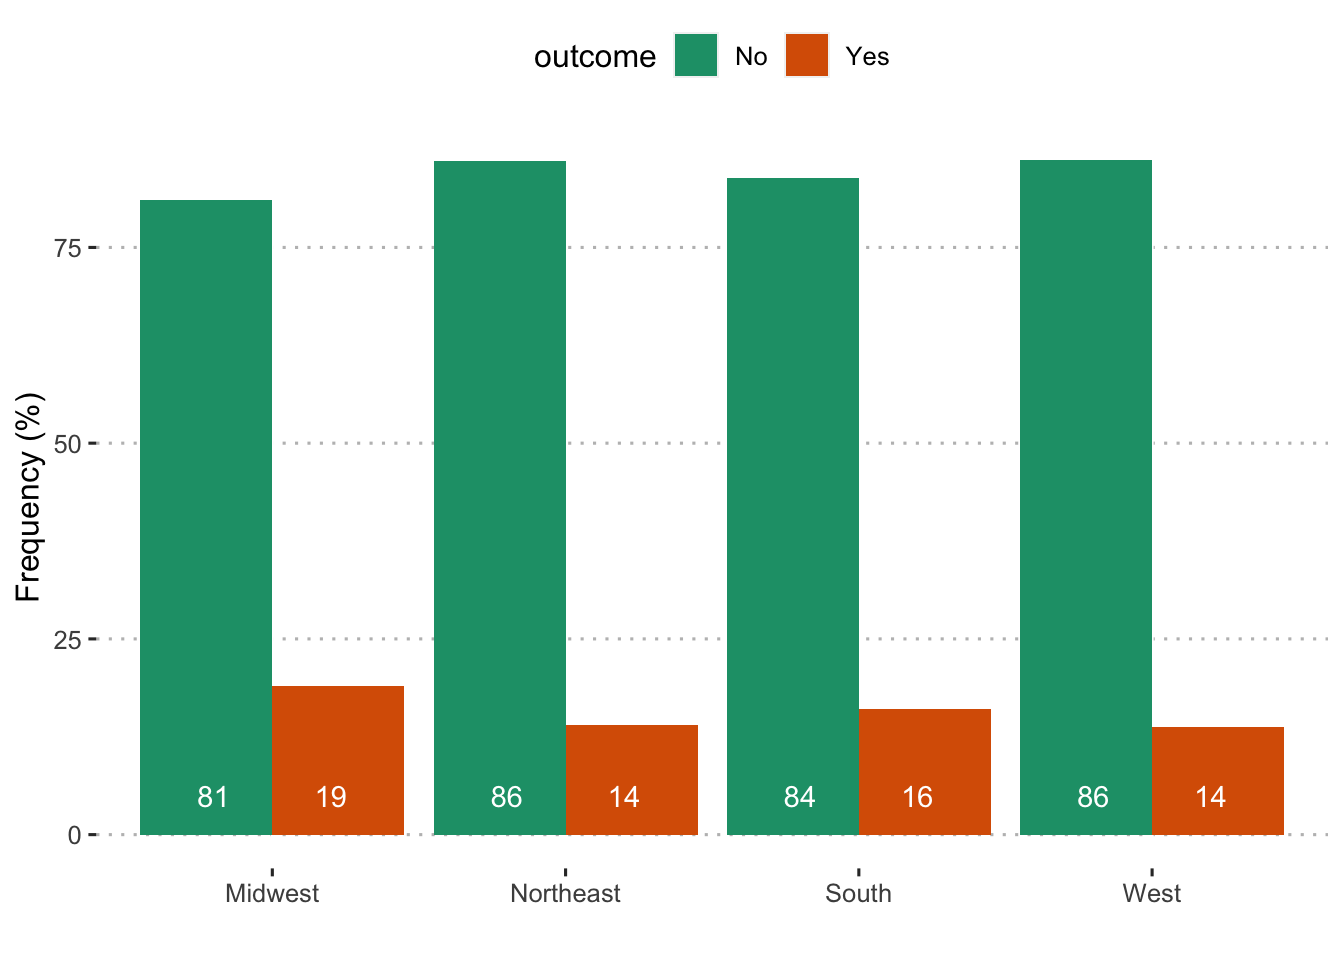 outcome No Yes
Frequency (%)
75
50
25
0
81 19 86 14 84 16 86 14
Midwest Northeast South West